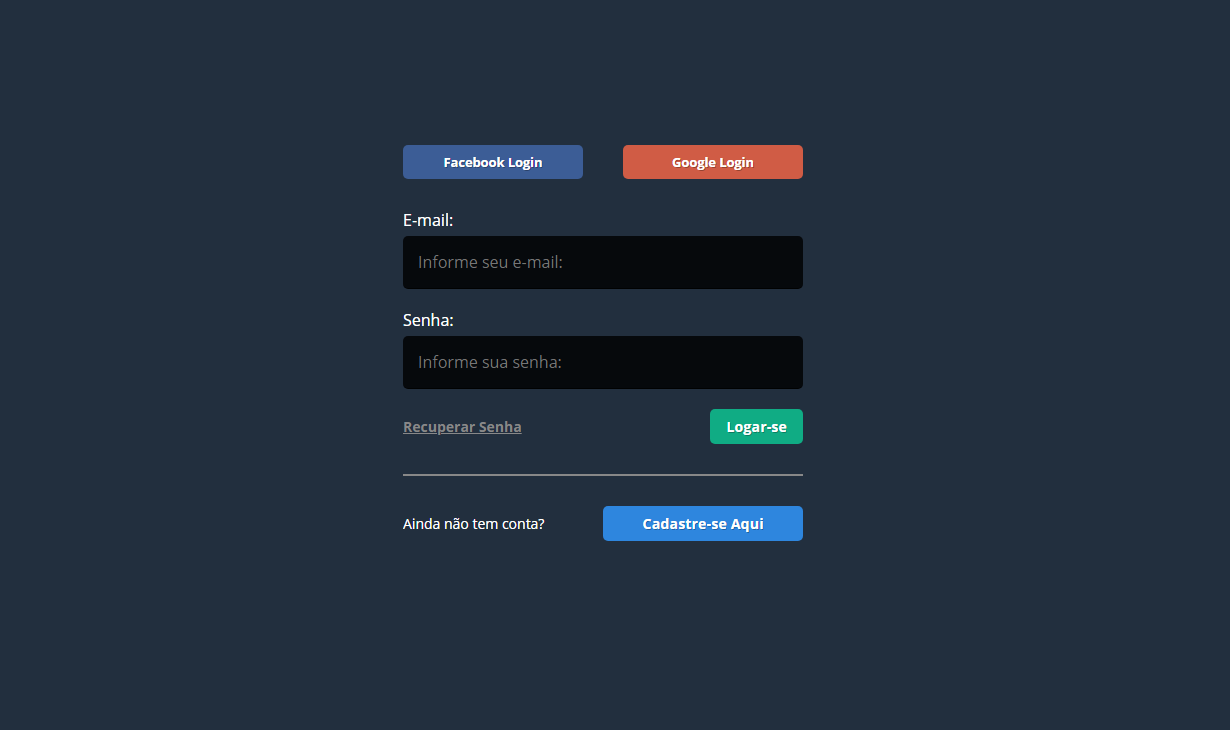 Facebook Login Google Login
E-mail:
Informe seu e-mail:
Senha:
Informe sua senha:
Recuperar Senha Logar-se
Ainda não tem conta? Cadastre-se Aqui